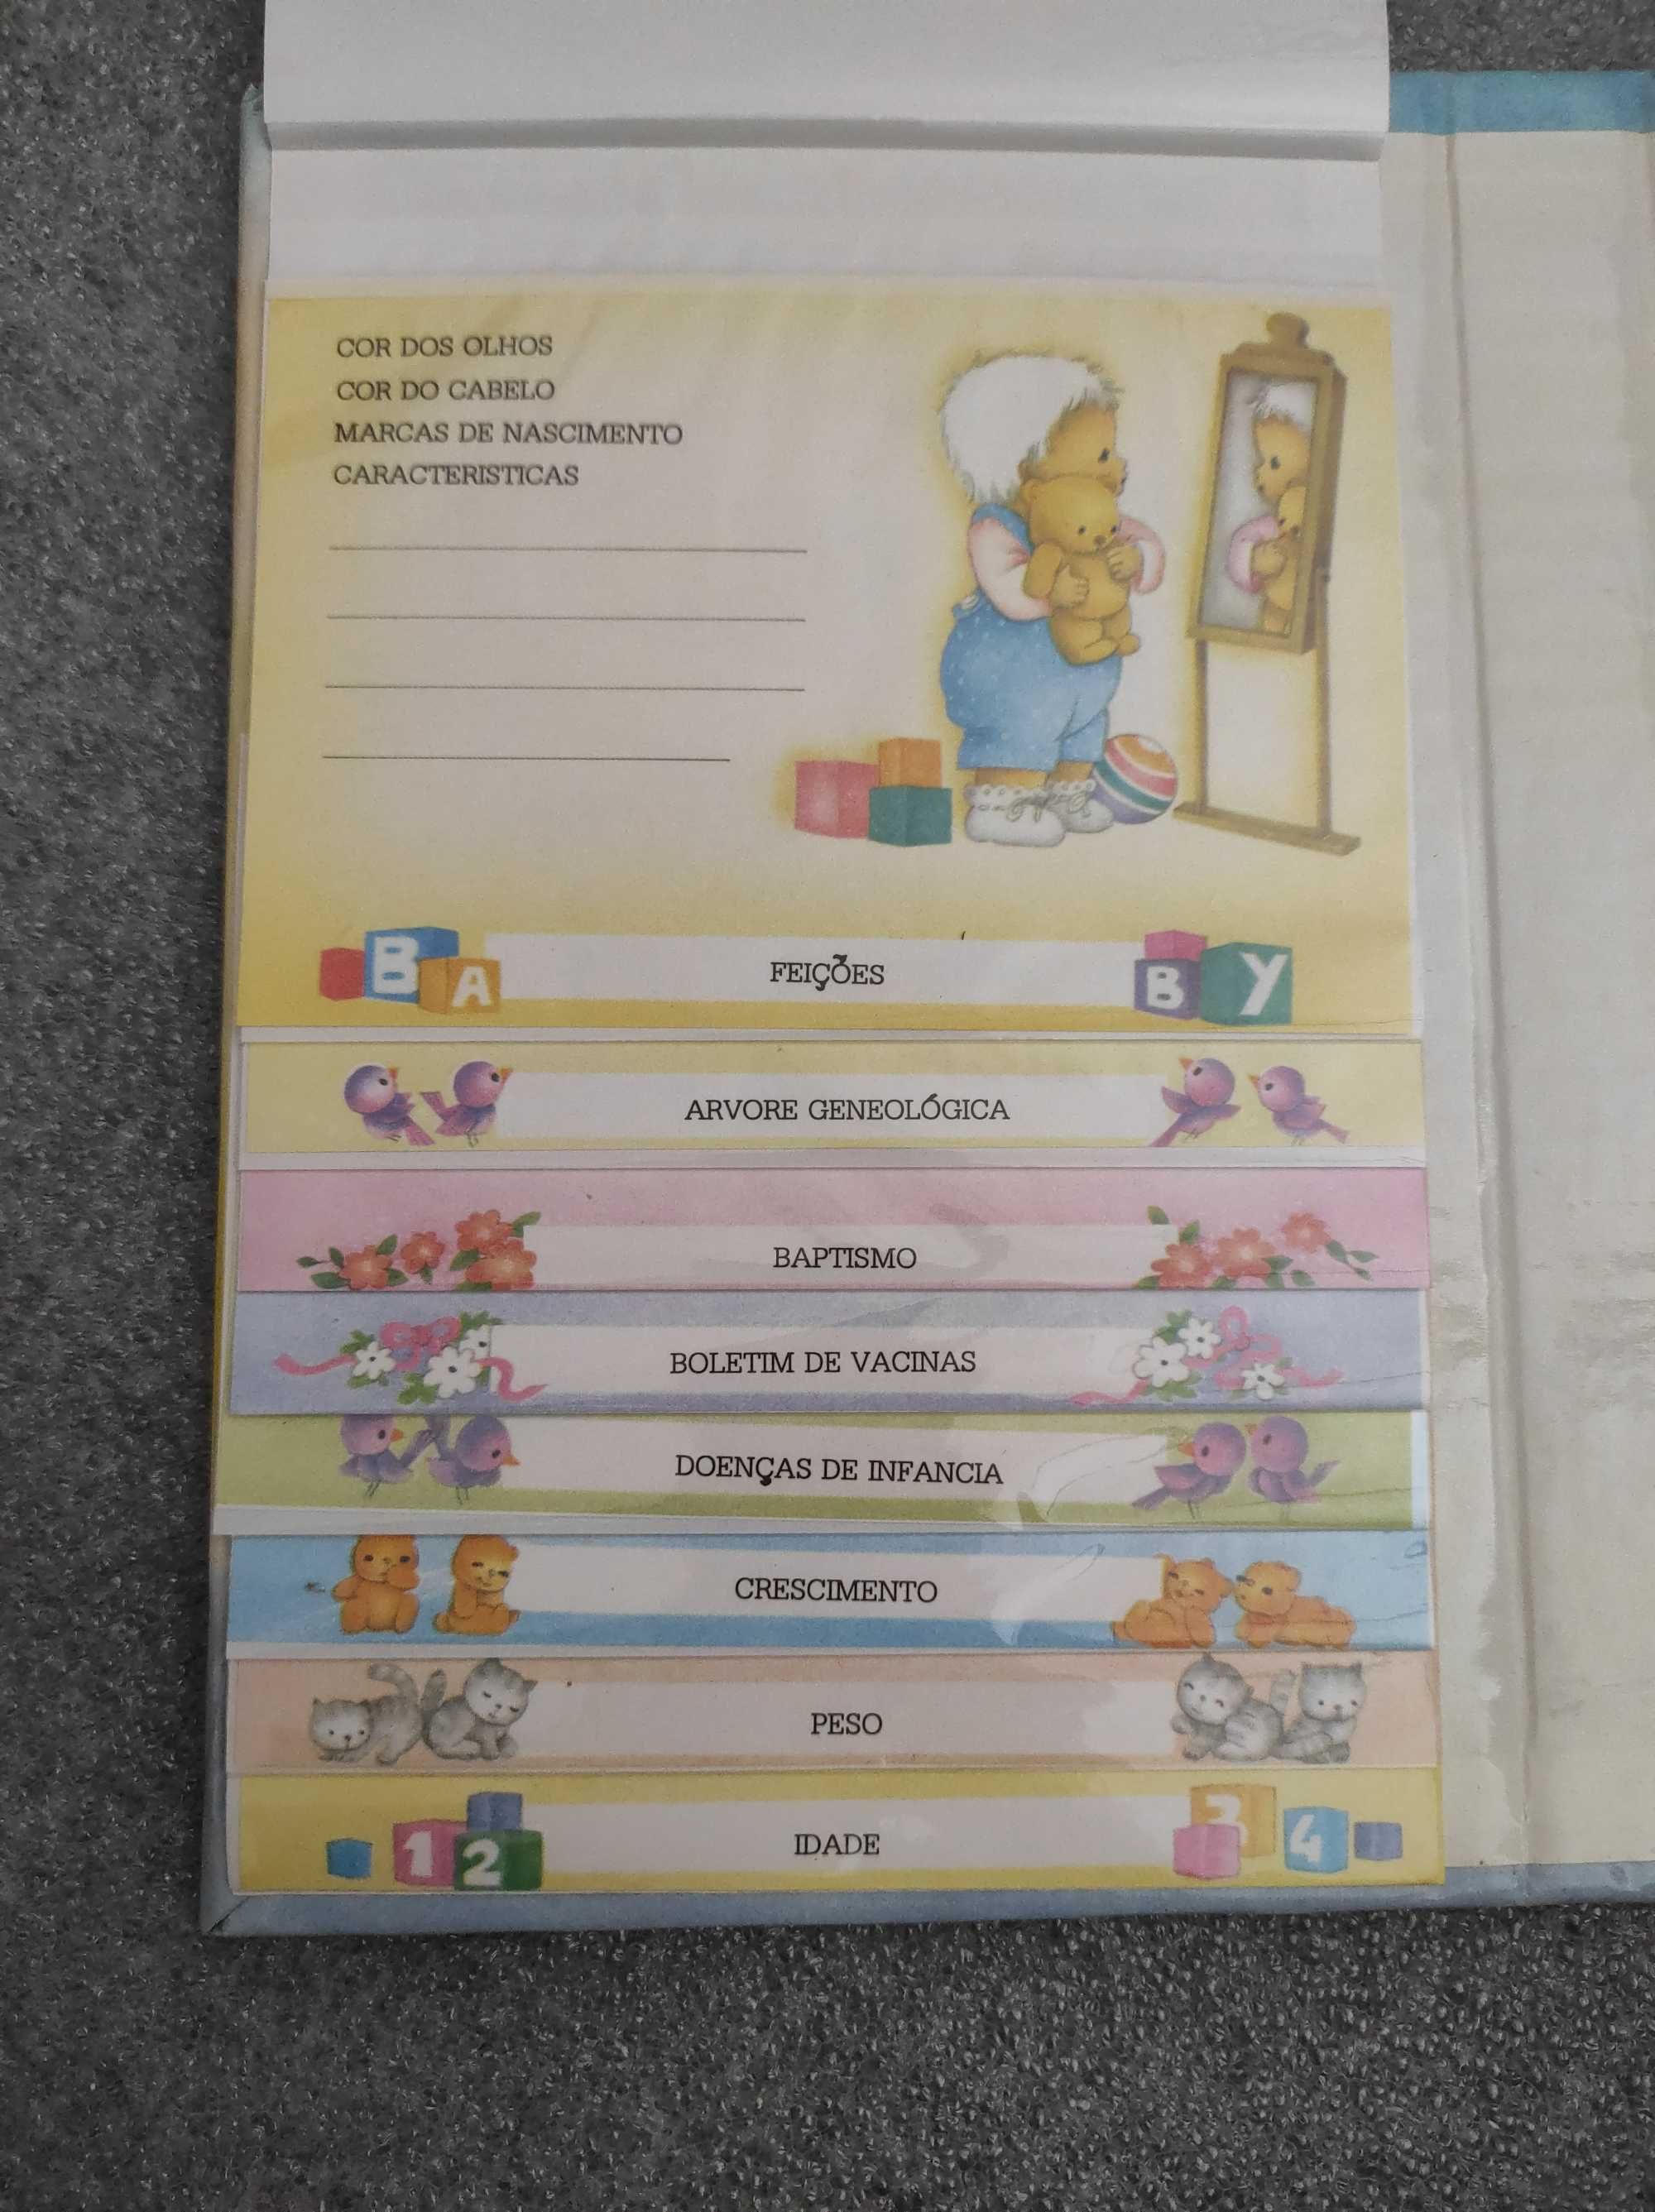 COR DOS OLHOS
COR DO CABELO
MARCAS DE NASCIMENTO
CARACTERISTICAS
B A FEIÇÕES B Y
ARVORE GENEOLÓGICA
BAPTISMO
BOLETIM DE VACINAS
DOENÇAS DE INFANCIA
CRESCIMENTO
PESO
1 2 IDADE 3 4